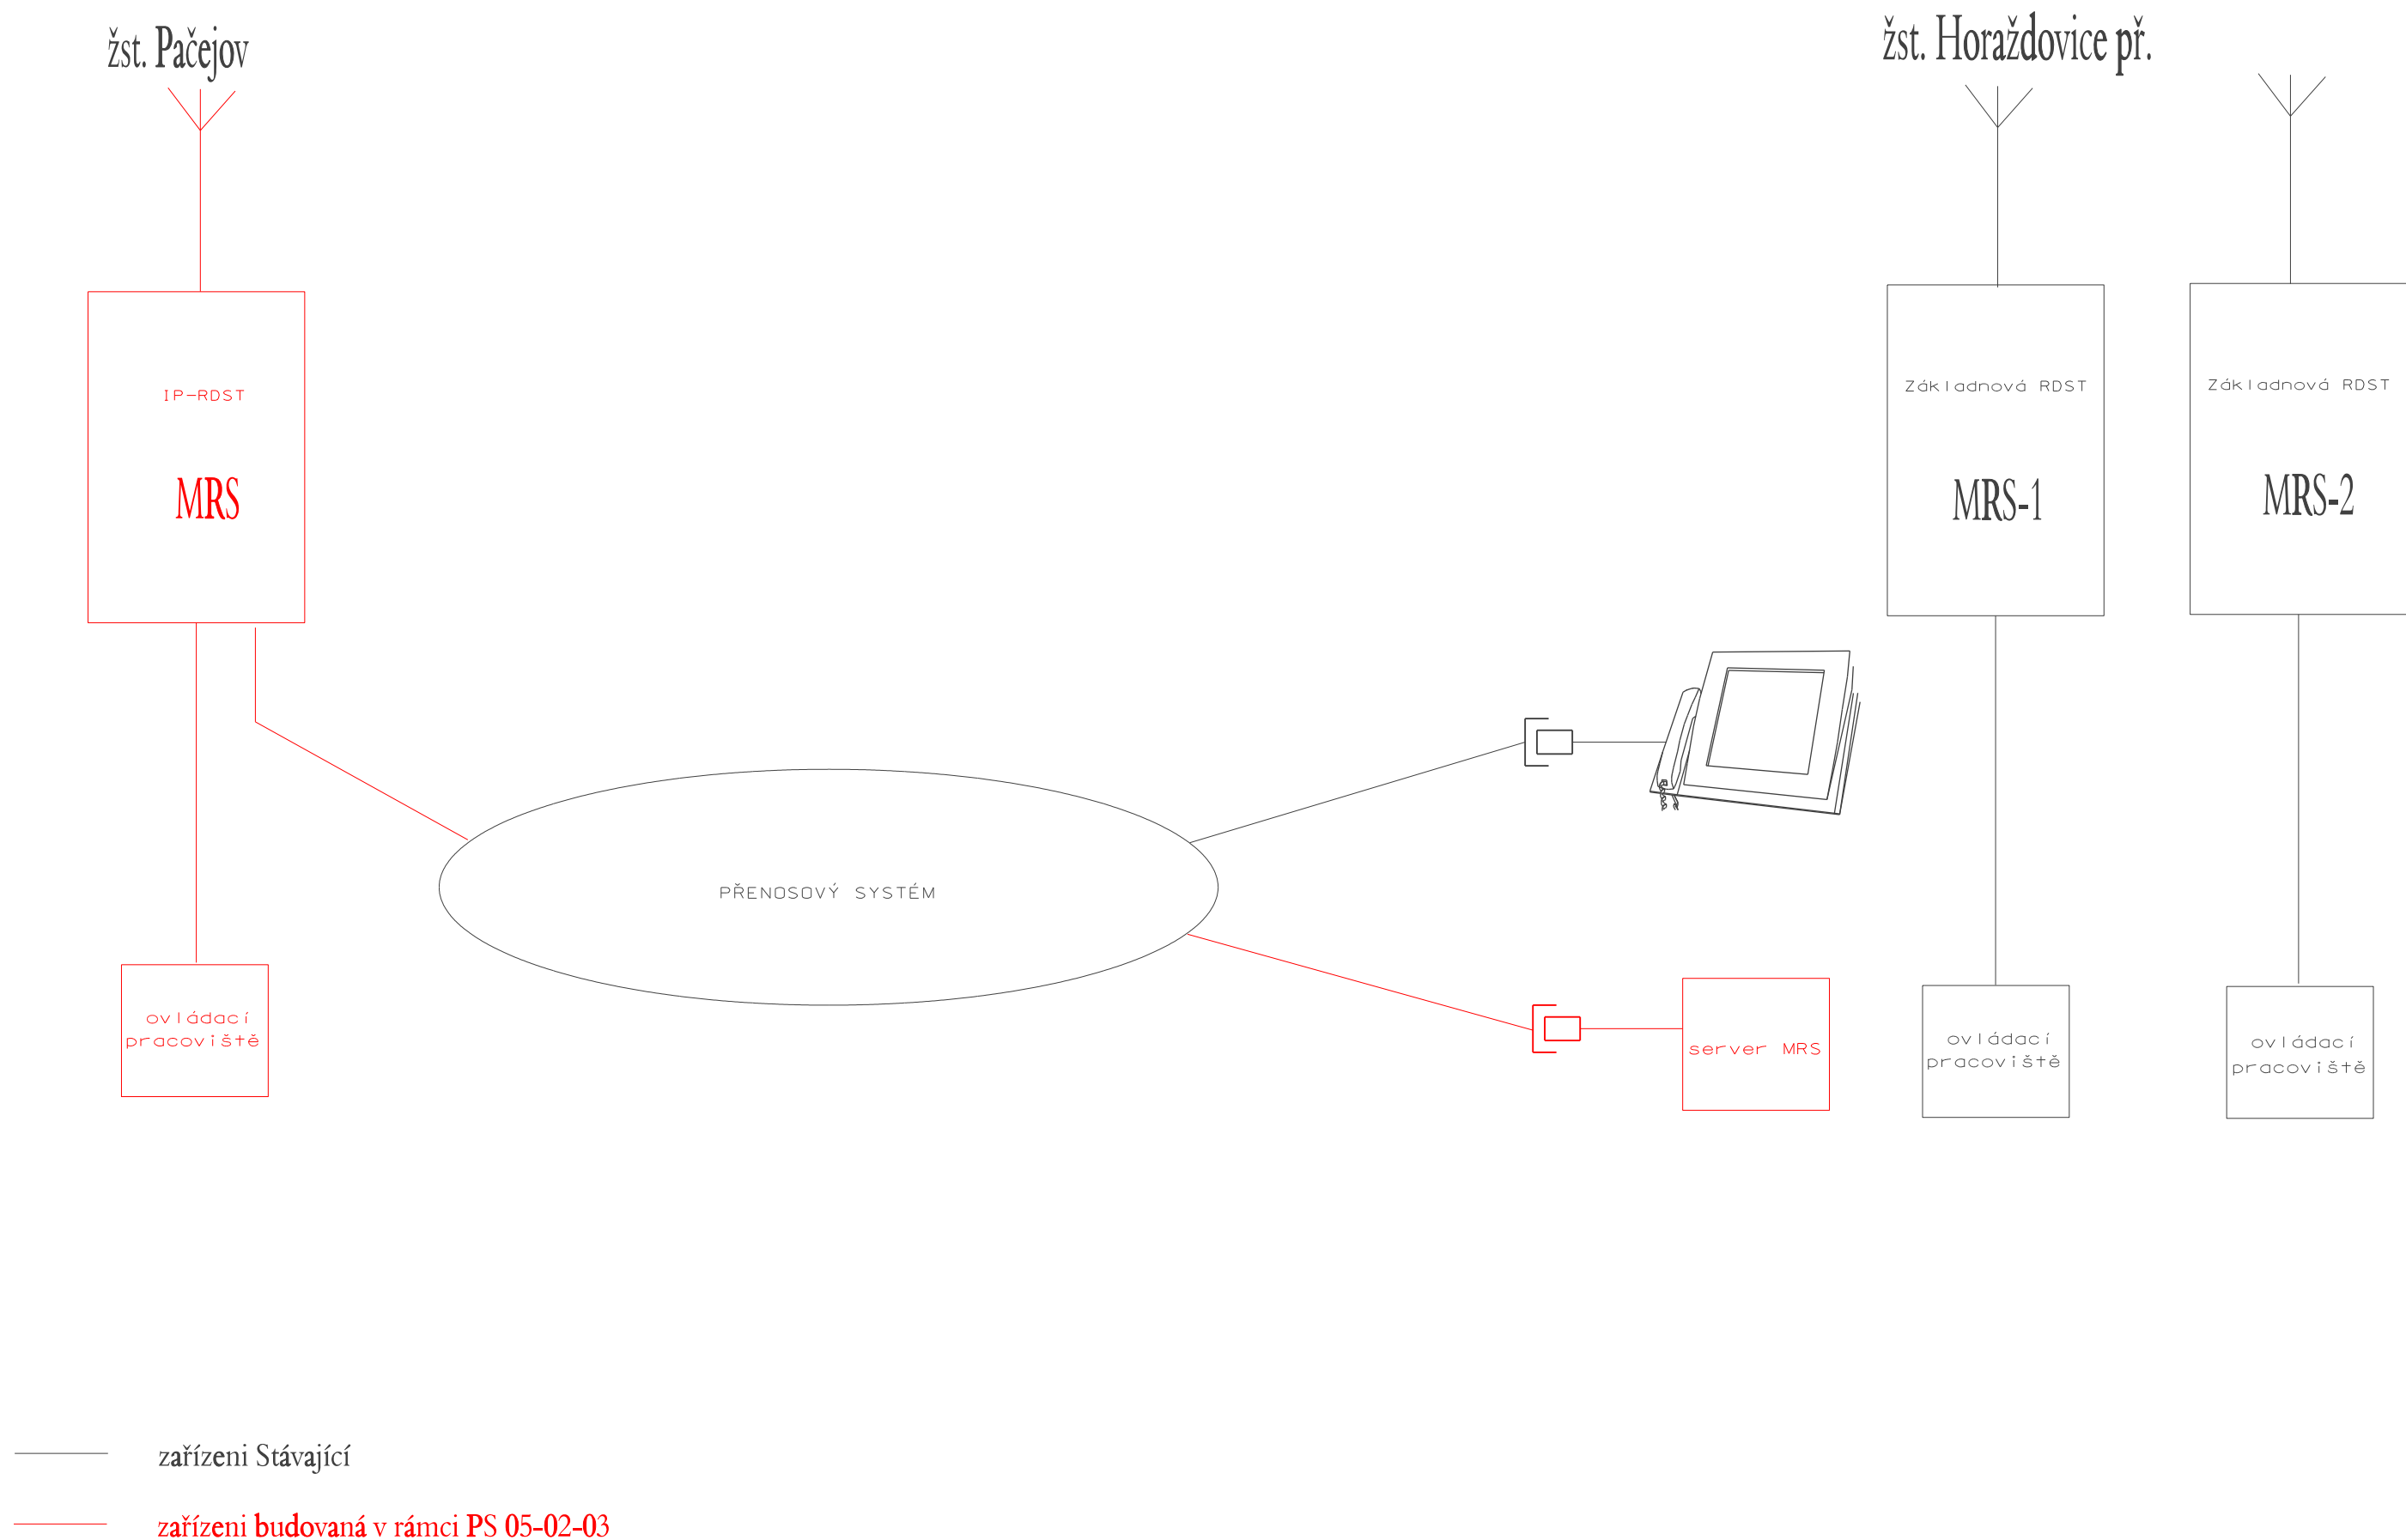 žst. Pačejov
žst. Horaždovice př.
IP-RDST
MRS
Základnová RDST
MRS-1
Základnová RDST
MRS-2
PŘENOSOVÝ SYSTÉM
ovládací
pracoviště
server MRS
ovládací
pracoviště
ovládací
pracoviště
zařízeni Stávající
zařízeni budovaná v rámci PS 05-02-03